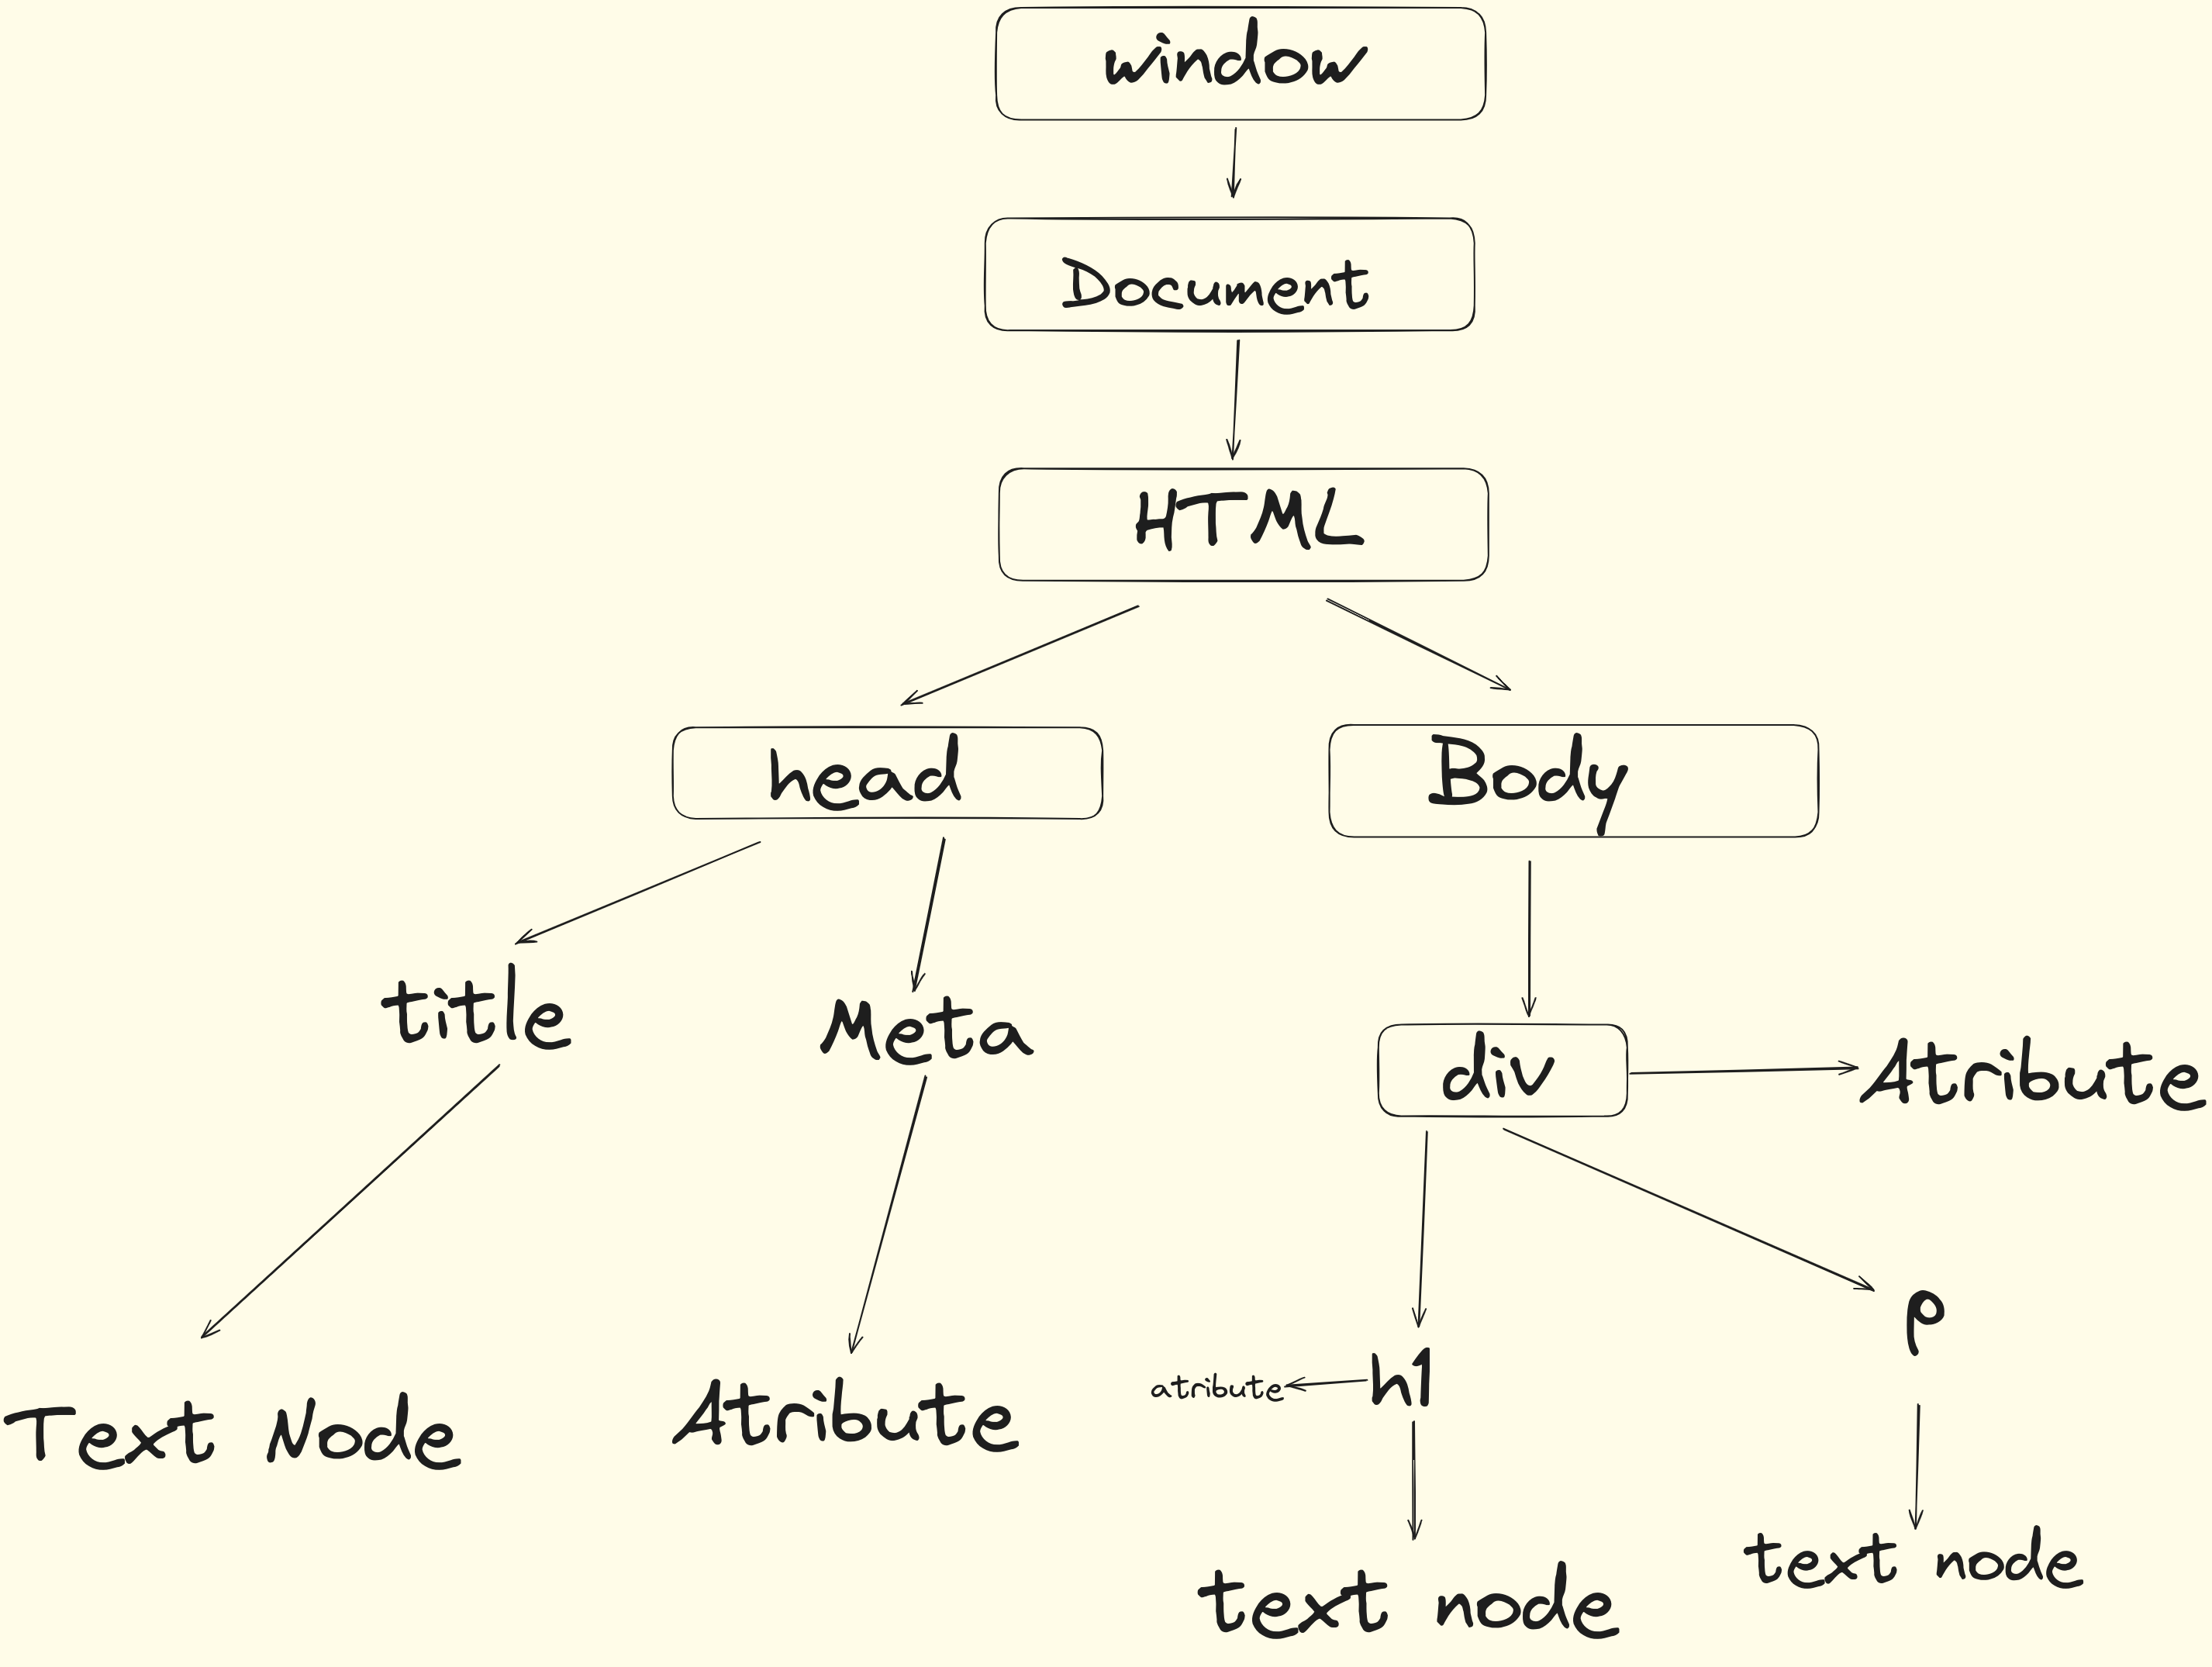 window
Document
HTML
head
Body
title
Meta
div
Atribute
h1
p
atribute
Text Node
Atribute
text node
text node